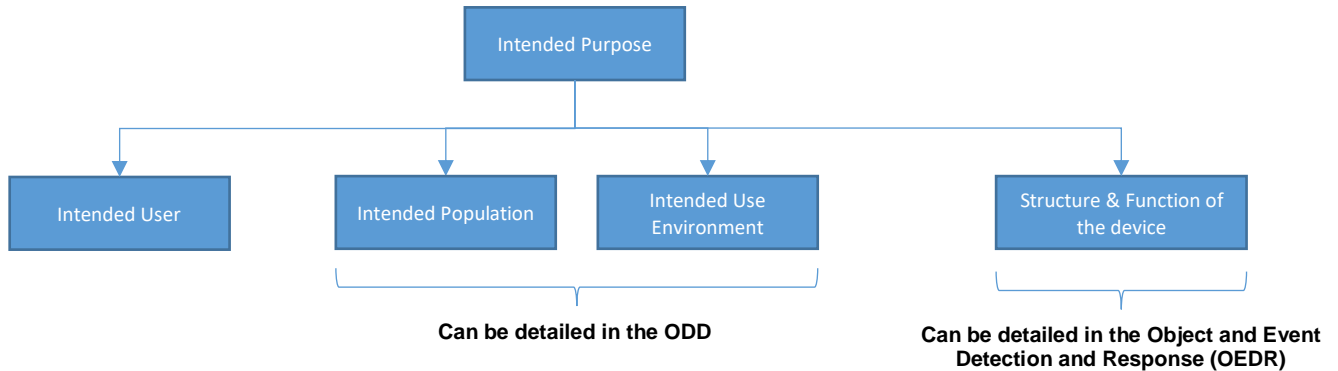 Intended Purpose
Intended User
Intended Population
Intended Use
Environment
Structure & Function of
the device
Can be detailed in the ODD
Can be detailed in the Object and Event
Detection and Response (OEDR)